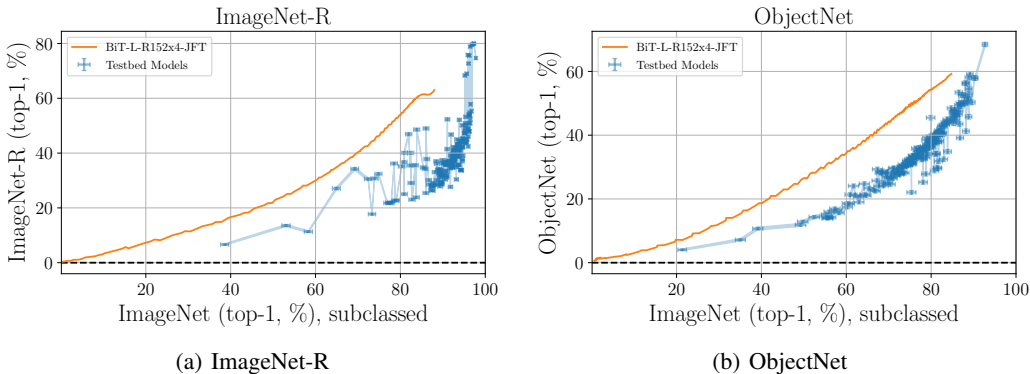 ImageNet-R
ImageNet-R (top-1, %)
80
60
40
20
0
BiT-L-R152x4-JFT
Testbed Models
20 40 60 80 100
ImageNet (top-1, %), subclassed
(a) ImageNet-R
ObjectNet
ObjectNet (top-1, %)
60
40
20
0
BiT-L-R152x4-JFT
Testbed Models
20 40 60 80 100
ImageNet (top-1, %), subclassed
(b) ObjectNet